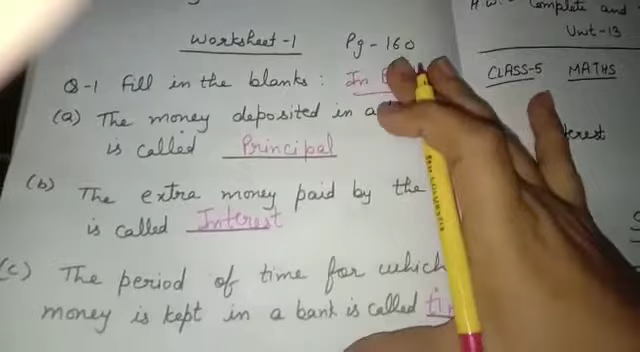 Worksheet-1 Pg-160
Q-1 Fill in the blanks: In
(a) The money deposited in a
is called Principal
(b) The extra money paid by the
is called Interest
(c) The period of time for which
money is kept in a bank is called
H.W. Complete and
Unit-13
CLASS-5 MATHS